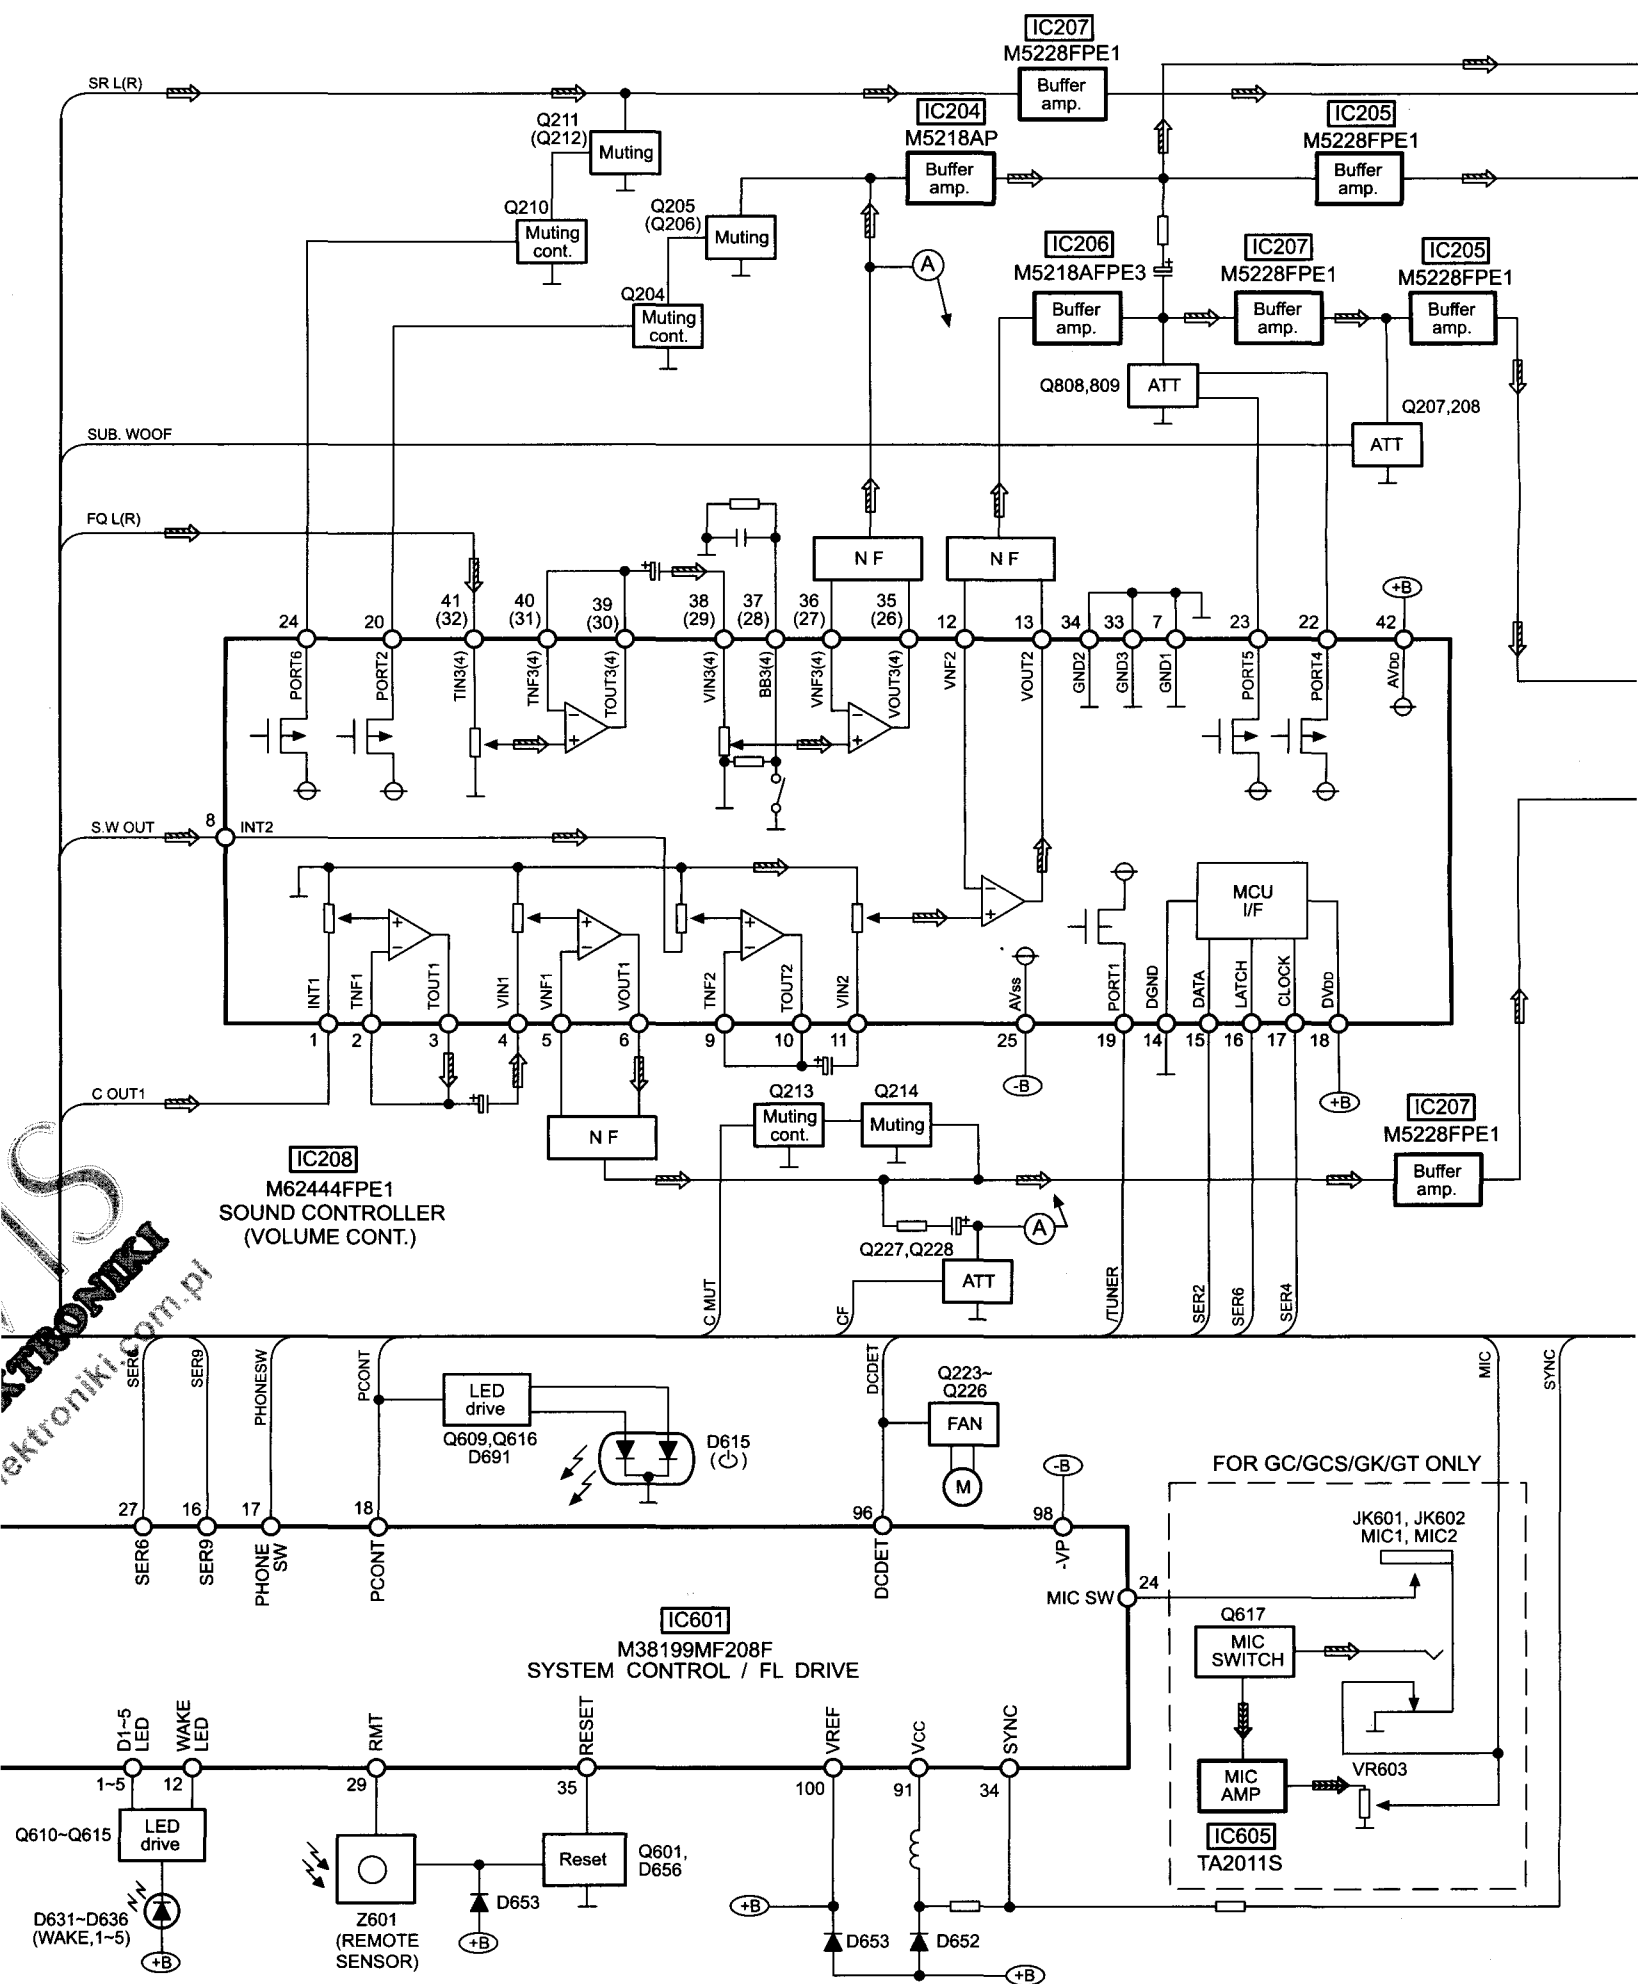 IC207
M5228FPE1
SR L(R)
Buffer
amp.
IC204
M5218AP
IC205
M5228FPE1
Q211
(Q212)
Muting
Buffer
amp.
Buffer
amp.
Q210
Muting
cont.
Q205
(Q206)
Muting
IC206
M5218AFPE3
IC207
M5228FPE1
IC205
M5228FPE1
A
Q204
Muting
cont.
Buffer
amp.
Buffer
amp.
Buffer
amp.
Q808,809
ATT
Q207,208
SUB. WOOF
ATT
FQ L(R)
N F
N F
+B
24
20
41
(32)
40
(31)
39
(30)
38
(29)
37
(28)
36
(27)
35
(26)
12
13
34
33
7
23
22
42
PORT6
PORT2
TIN3(4)
TNF3(4)
TOUT3(4)
VIN3(4)
BB3(4)
VNF3(4)
VOUT3(4)
VNF2
VOUT2
GND2
GND3
GND1
PORT5
PORT4
AVDD
S.W OUT
8
INT2
MCU
I/F
INT1
TNF1
TOUT1
VIN1
VNF1
VOUT1
TNF2
TOUT2
VIN2
AVss
PORT1
DGND
DATA
LATCH
CLOCK
DVDD
1
2
3
4
5
6
9
10
11
25
19
14
15
16
17
18
-B
+B
C OUT1
Q213
Q214
Muting
cont.
Muting
IC207
M5228FPE1
N F
Buffer
amp.
IC208
M62444FPE1
SOUND CONTROLLER
(VOLUME CONT.)
A
Q227,Q228
ATT
C MUT
CF
/TUNER
SER2
SER6
SER4
SER6
SER9
PHONESW
PCONT
DCDET
MIC
SYNC
LED
drive
Q609,Q616
D691
D615
(⏻)
Q223~
Q226
FAN
M
-B
FOR GC/GCS/GK/GT ONLY
27
16
17
18
96
98
SER6
SER9
PHONE
SW
PCONT
DCDET
-VP
JK601, JK602
MIC1, MIC2
MIC SW
24
IC601
M38199MF208F
SYSTEM CONTROL / FL DRIVE
Q617
MIC
SWITCH
D1~5
LED
WAKE
LED
RMT
RESET
VREF
Vcc
SYNC
1~5
12
29
35
100
91
34
MIC
AMP
VR603
IC605
TA2011S
Q610~Q615
LED
drive
Reset
Q601,
D656
D653
D631~D636
(WAKE,1~5)
+B
Z601
(REMOTE
SENSOR)
+B
+B
D653
D652
+B